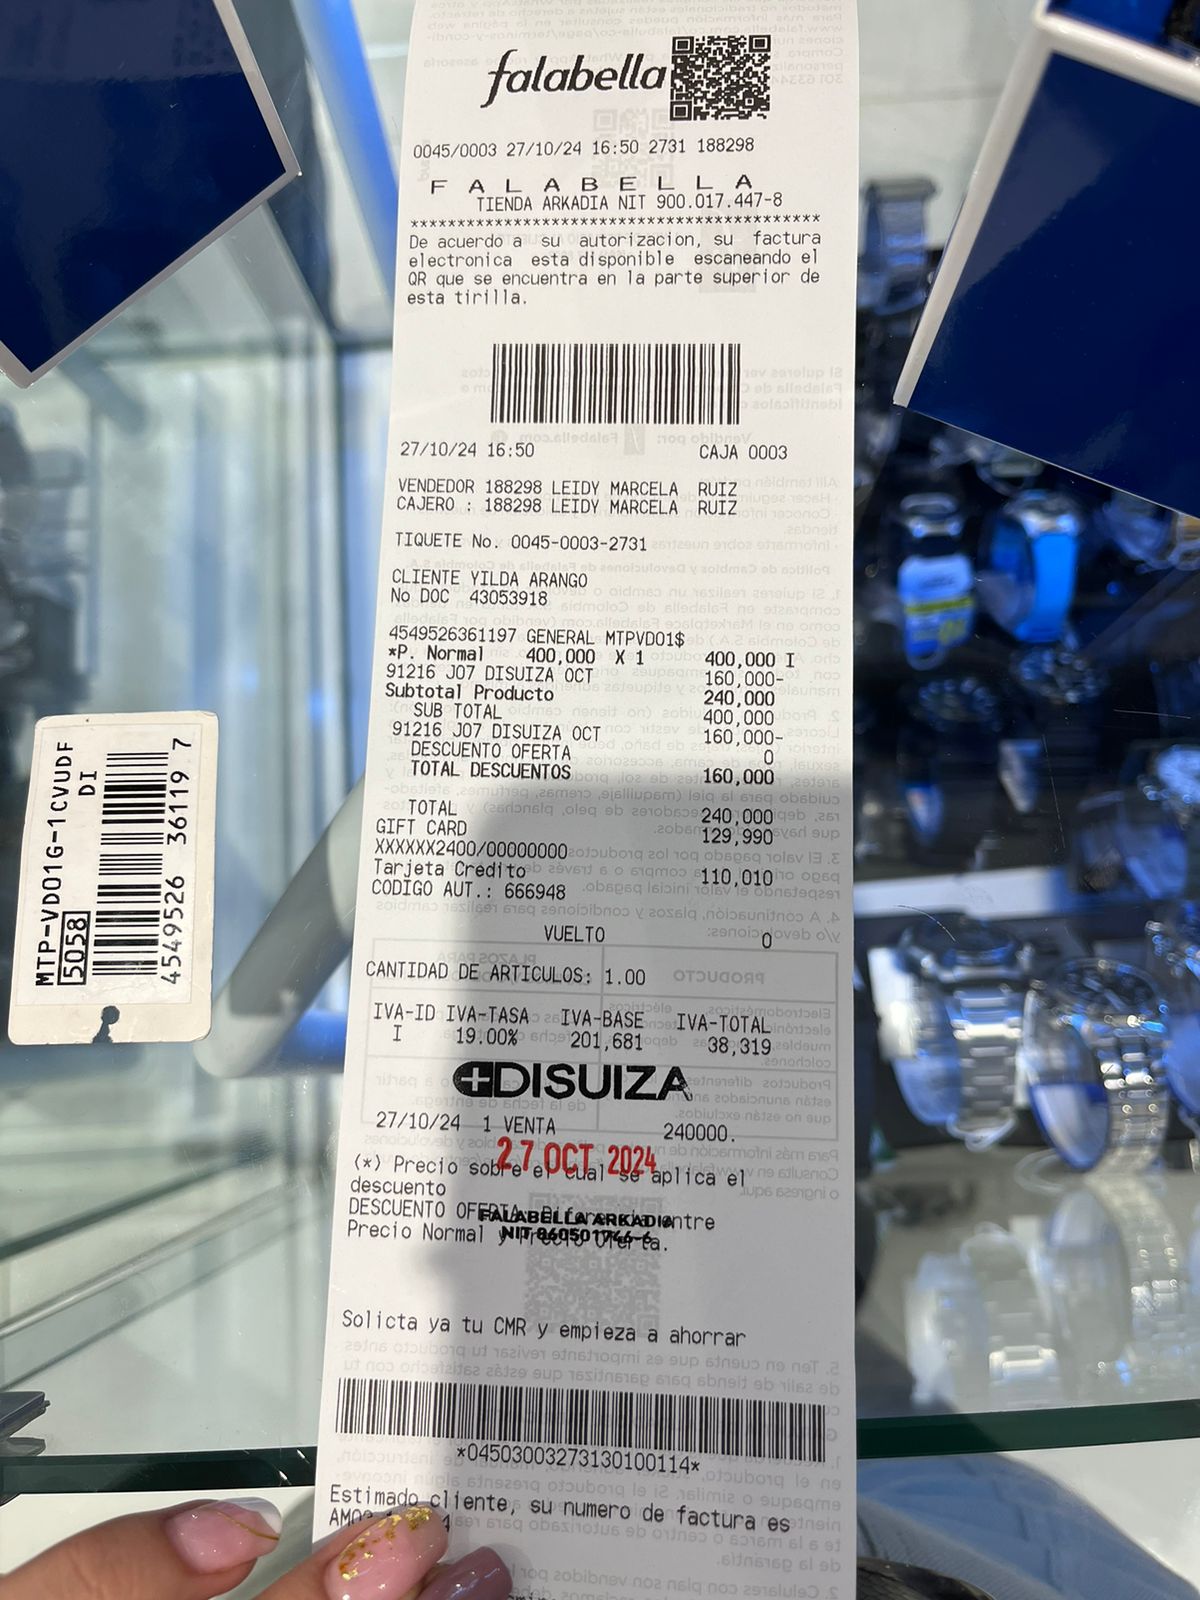 falabella
0045/0003 27/10/24 16:50 2731 188298
F A L A B E L L A
TIENDA ARKADIA NIT 900.017.447-8
*****************************************
De acuerdo a su autorizacion, su factura
electronica esta disponible escaneando el
QR que se encuentra en la parte superior de
esta tirilla.
27/10/24 16:50 CAJA 0003
VENDEDOR 188298 LEIDY MARCELA RUIZ
CAJERO : 188298 LEIDY MARCELA RUIZ
TIQUETE No. 0045-0003-2731
CLIENTE YILDA ARANGO
No DOC 43053918
4549526361197 GENERAL MTPVD01$
*P. Normal 400,000 X 1 400,000 I
91216 J07 DISUIZA OCT 160,000-
Subtotal Producto 240,000
SUB TOTAL 400,000
91216 J07 DISUIZA OCT 160,000-
DESCUENTO OFERTA 0
TOTAL DESCUENTOS 160,000
TOTAL 240,000
GIFT CARD 129,990
XXXXXX2400/00000000
Tarjeta Credito 110,010
CODIGO AUT.: 666948
VUELTO 0
CANTIDAD DE ARTICULOS: 1.00
IVA-ID IVA-TASA IVA-BASE IVA-TOTAL
I 19.00% 201,681 38,319
DISUIZA
27/10/24 1 VENTA 240000.
27 OCT 2024
(*) Precio sobre el cual se aplica el
descuento
DESCUENTO OFERTA: Diferencia entre
FALABELLA ARKADIA
Precio Normal y Precio Oferta.
NIT 860501746-6
Solicta ya tu CMR y empieza a ahorrar
*04503003273130100114*
Estimado cliente, su numero de factura es
MTP-VD01G-1CVUDF
DI
5058
4549526 36119 7